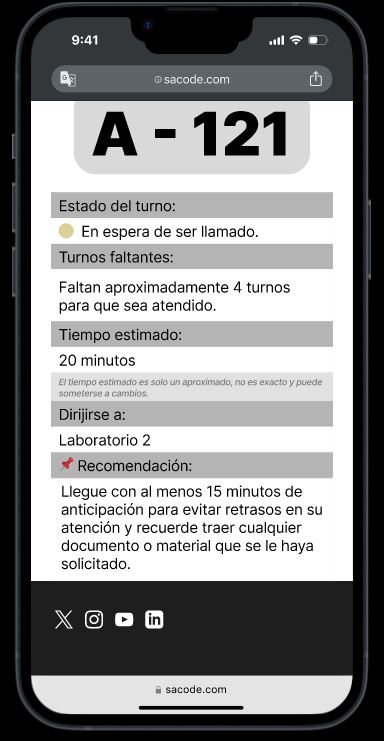 9:41
sacode.com
A - 121
Estado del turno:
En espera de ser llamado.
Turnos faltantes:
Faltan aproximadamente 4 turnos
para que sea atendido.
Tiempo estimado:
20 minutos
El tiempo estimado es solo un aproximado, no es exacto y puede
someterse a cambios.
Dirijirse a:
Laboratorio 2
Recomendación:
Llegue con al menos 15 minutos de
anticipación para evitar retrasos en su
atención y recuerde traer cualquier
documento o material que se le haya
solicitado.
sacode.com